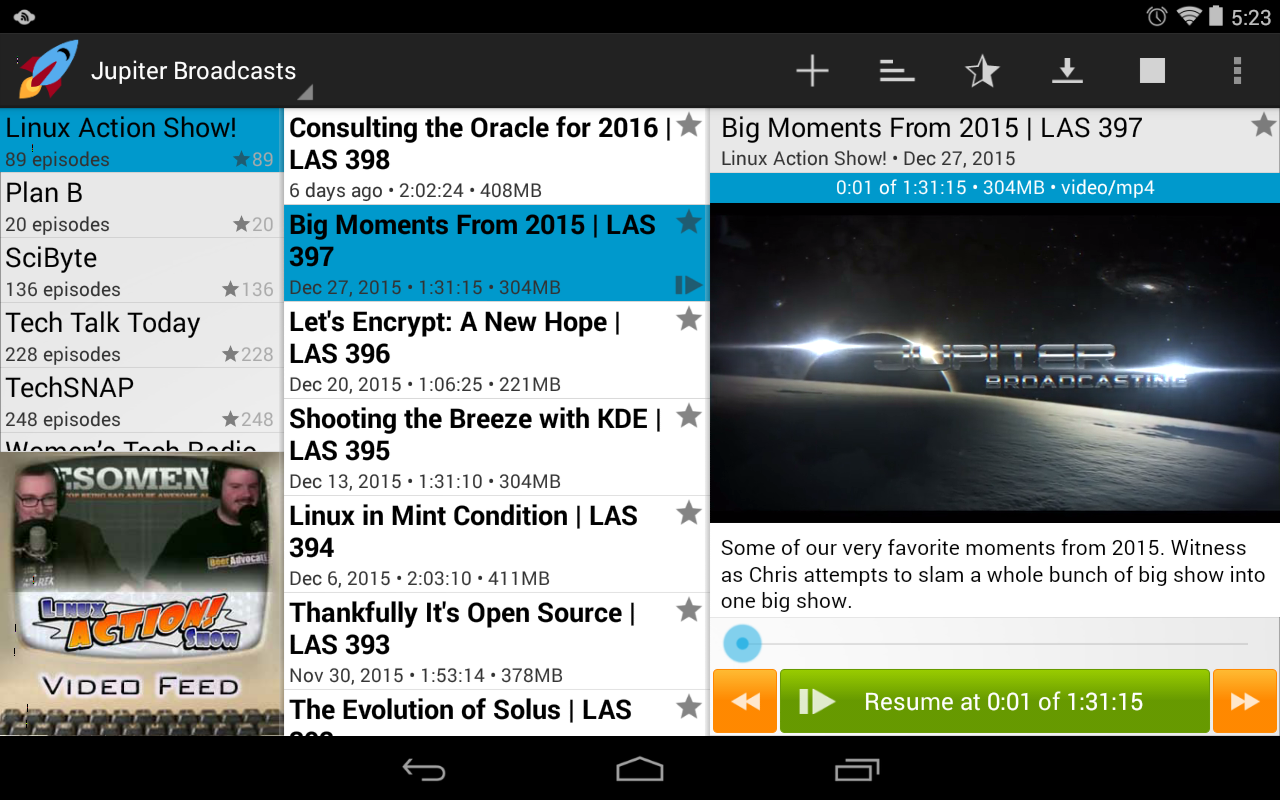 5:23
Jupiter Broadcasts
Linux Action Show!
89 episodes
89
Plan B
20 episodes
20
SciByte
136 episodes
136
Tech Talk Today
228 episodes
228
TechSNAP
248 episodes
248
Women's Tech Radio
ESOMEN
BeerAdvocate
LINUX
ACTION!
SHOW
VIDEO FEED
Consulting the Oracle for 2016 |
LAS 398
6 days ago • 2:02:24 • 408MB
Big Moments From 2015 | LAS
397
Dec 27, 2015 • 1:31:15 • 304MB
Let's Encrypt: A New Hope |
LAS 396
Dec 20, 2015 • 1:06:25 • 221MB
Shooting the Breeze with KDE |
LAS 395
Dec 13, 2015 • 1:31:10 • 304MB
Linux in Mint Condition | LAS
394
Dec 6, 2015 • 2:03:10 • 411MB
Thankfully It's Open Source |
LAS 393
Nov 30, 2015 • 1:53:14 • 378MB
The Evolution of Solus | LAS
Big Moments From 2015 | LAS 397
Linux Action Show! • Dec 27, 2015
0:01 of 1:31:15 • 304MB • video/mp4
JUPITER
BROADCASTING
Some of our very favorite moments from 2015. Witness
as Chris attempts to slam a whole bunch of big show into
one big show.
Resume at 0:01 of 1:31:15